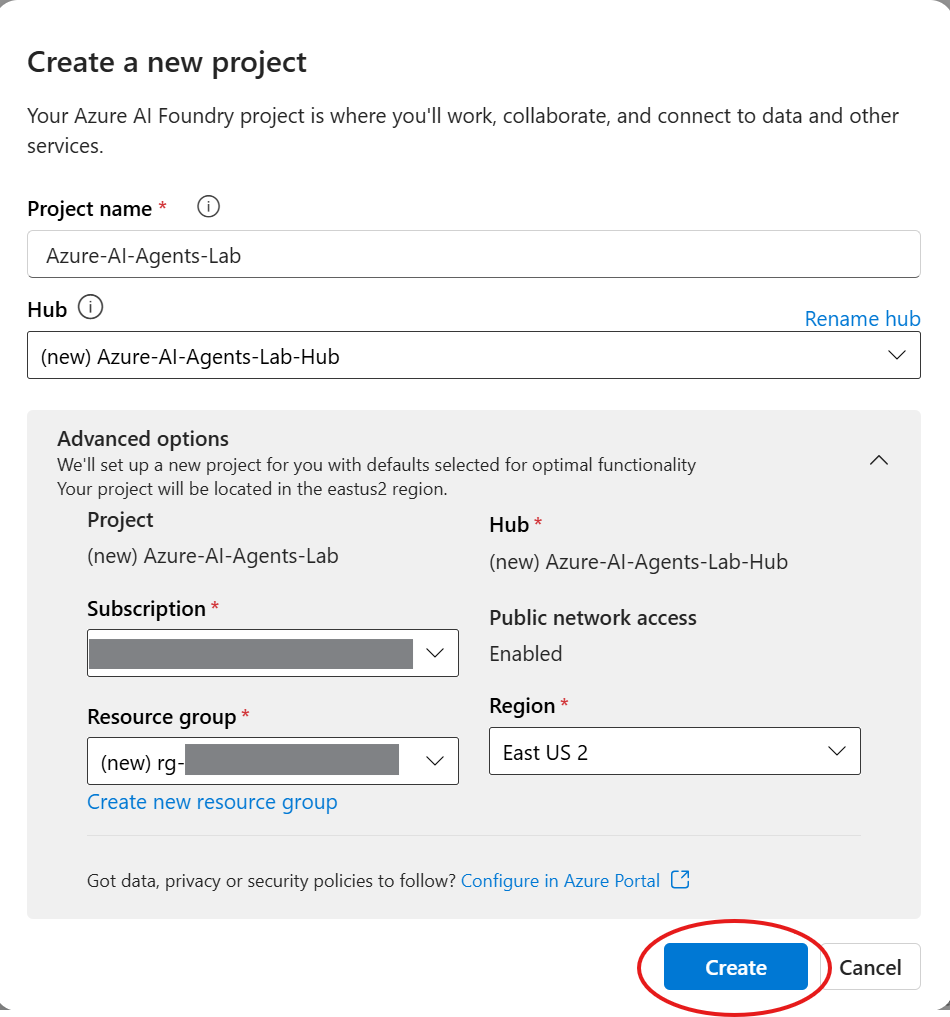 Create a new project
Your Azure AI Foundry project is where you'll work, collaborate, and connect to data and other
services.
Project name *
Azure-AI-Agents-Lab
Hub
Rename hub
(new) Azure-AI-Agents-Lab-Hub
Advanced options
We'll set up a new project for you with defaults selected for optimal functionality
Your project will be located in the eastus2 region.
Project
(new) Azure-AI-Agents-Lab
Hub *
(new) Azure-AI-Agents-Lab-Hub
Subscription *
Public network access
Enabled
Resource group *
(new) rg-
Create new resource group
Region *
East US 2
Got data, privacy or security policies to follow? Configure in Azure Portal
Create
Cancel